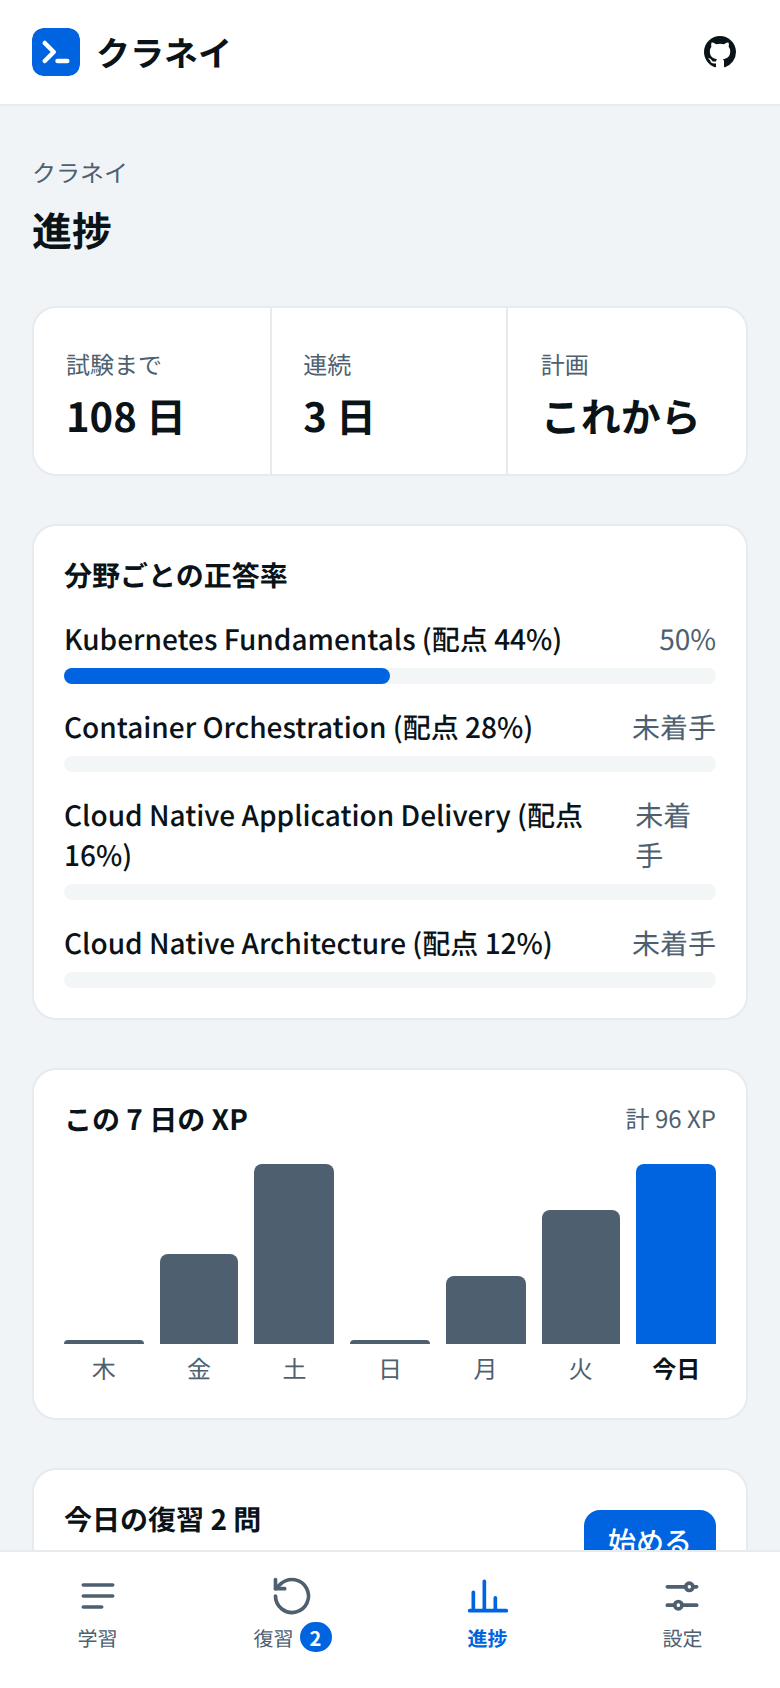 クラネイ
クラネイ
進捗
試験まで
108 日
連続
3 日
計画
これから
分野ごとの正答率
Kubernetes Fundamentals (配点 44%)
50%
Container Orchestration (配点 28%)
未着手
Cloud Native Application Delivery (配点
16%)
未着
手
Cloud Native Architecture (配点 12%)
未着手
この 7 日の XP
計 96 XP
木
金
土
日
月
火
今日
今日の復習 2 問
始める
学習
復習 2
進捗
設定